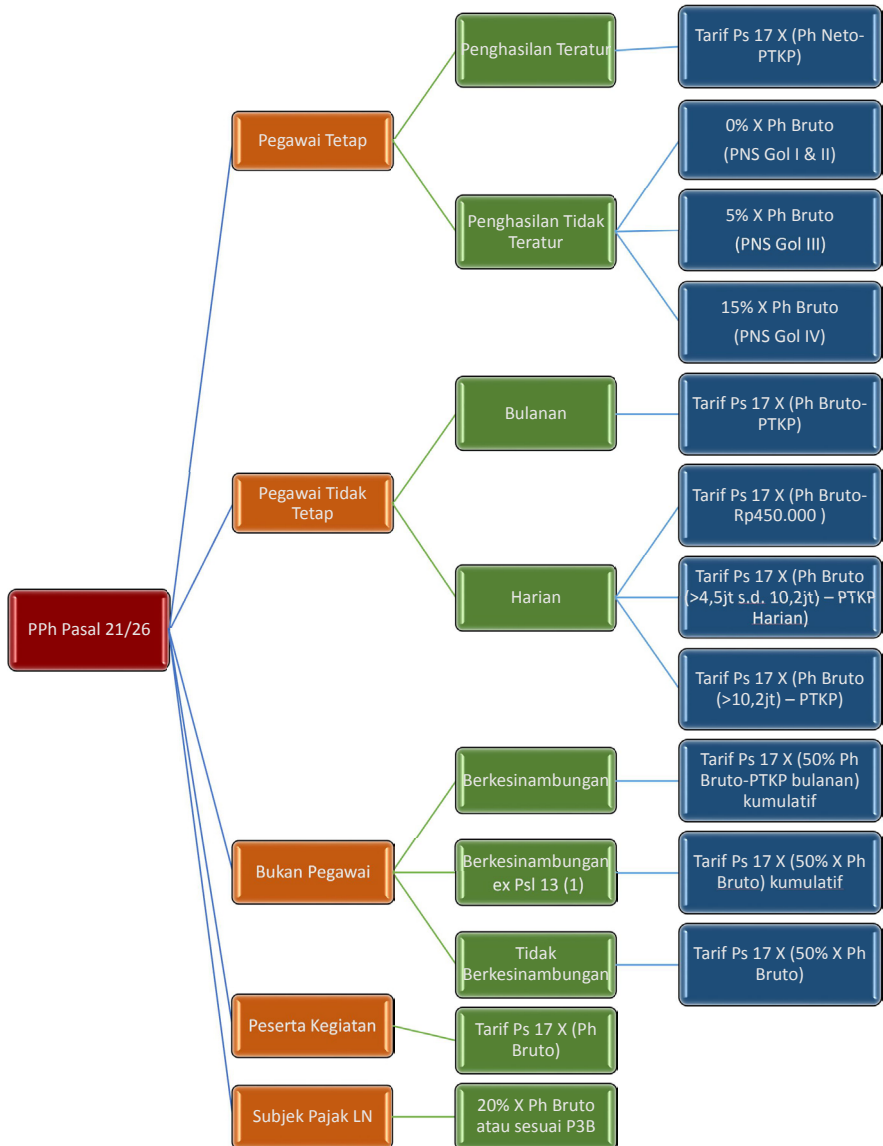 PPh Pasal 21/26
Pegawai Tetap
Penghasilan Teratur
Tarif Ps 17 X (Ph Neto-
PTKP)
Penghasilan Tidak
Teratur
0% X Ph Bruto
(PNS Gol I & II)
5% X Ph Bruto
(PNS Gol III)
15% X Ph Bruto
(PNS Gol IV)
Pegawai Tidak
Tetap
Bulanan
Tarif Ps 17 X (Ph Bruto-
PTKP)
Harian
Tarif Ps 17 X (Ph Bruto-
Rp450.000 )
Tarif Ps 17 X (Ph Bruto
(>4,5jt s.d. 10,2jt) – PTKP
Harian)
Tarif Ps 17 X (Ph Bruto
(>10,2jt) – PTKP)
Bukan Pegawai
Berkesinambungan
Tarif Ps 17 X (50% Ph
Bruto-PTKP bulanan)
kumulatif
Berkesinambungan
ex Psl 13 (1)
Tarif Ps 17 X (50% X Ph
Bruto) kumulatif
Tidak
Berkesinambungan
Tarif Ps 17 X (50% X Ph
Bruto)
Peserta Kegiatan
Tarif Ps 17 X (Ph
Bruto)
Subjek Pajak LN
20% X Ph Bruto
atau sesuai P3B